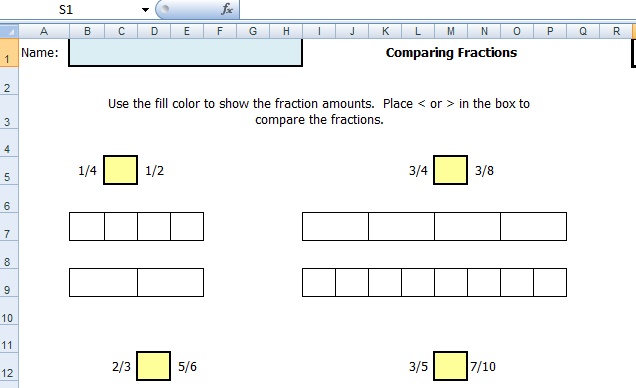 S1 fx
A B C D E F G H I J K L M N O P Q R
1 Name: Comparing Fractions
2
3 Use the fill color to show the fraction amounts. Place < or > in the box to
compare the fractions.
4
5 1/4 1/2 3/4 3/8
6
7
8
9
10
11
12 2/3 5/6 3/5 7/10